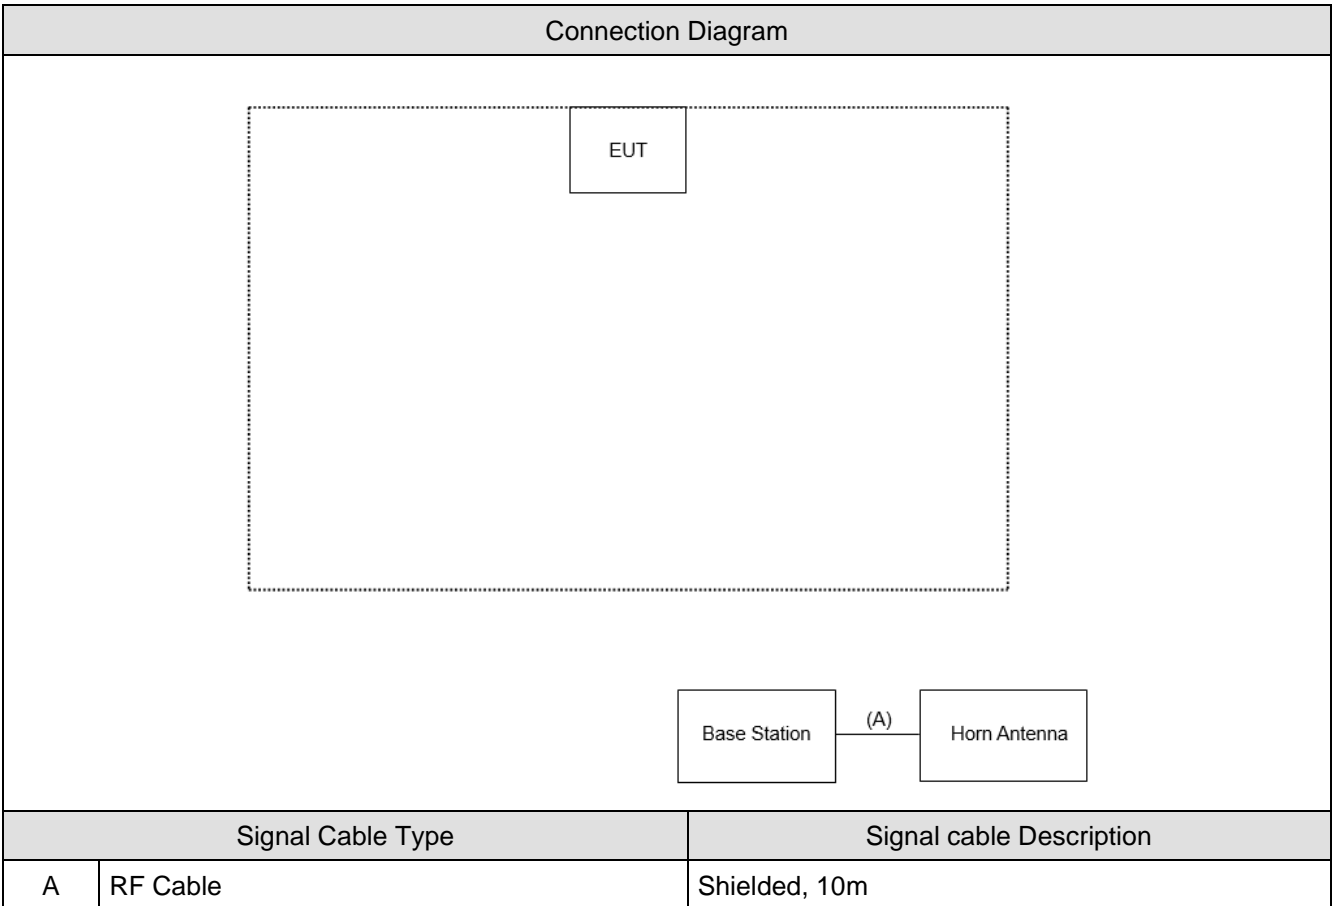 Connection Diagram
EUT
Base Station
(A)
Horn Antenna
Signal Cable Type
Signal cable Description
A
RF Cable
Shielded, 10m